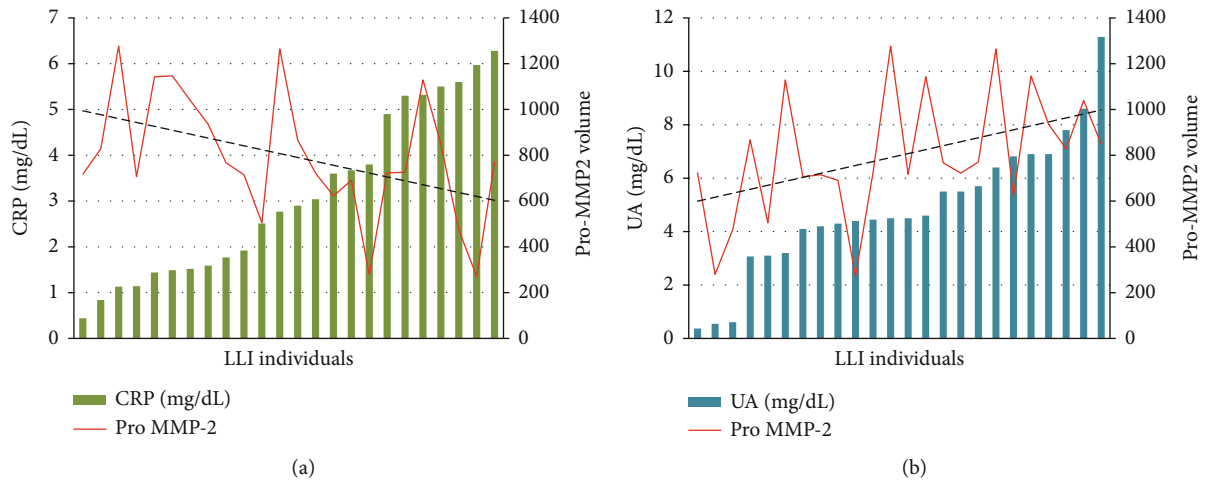 7
6
5
4
3
2
1
0
CRP (mg/dL)
1400
1200
1000
800
600
400
200
0
Pro-MMP2 volume
LLI individuals
CRP (mg/dL)
Pro MMP-2
(a)
12
10
8
6
4
2
0
UA (mg/dL)
1400
1200
1000
800
600
400
200
0
Pro-MMP2 volume
LLI individuals
UA (mg/dL)
Pro MMP-2
(b)